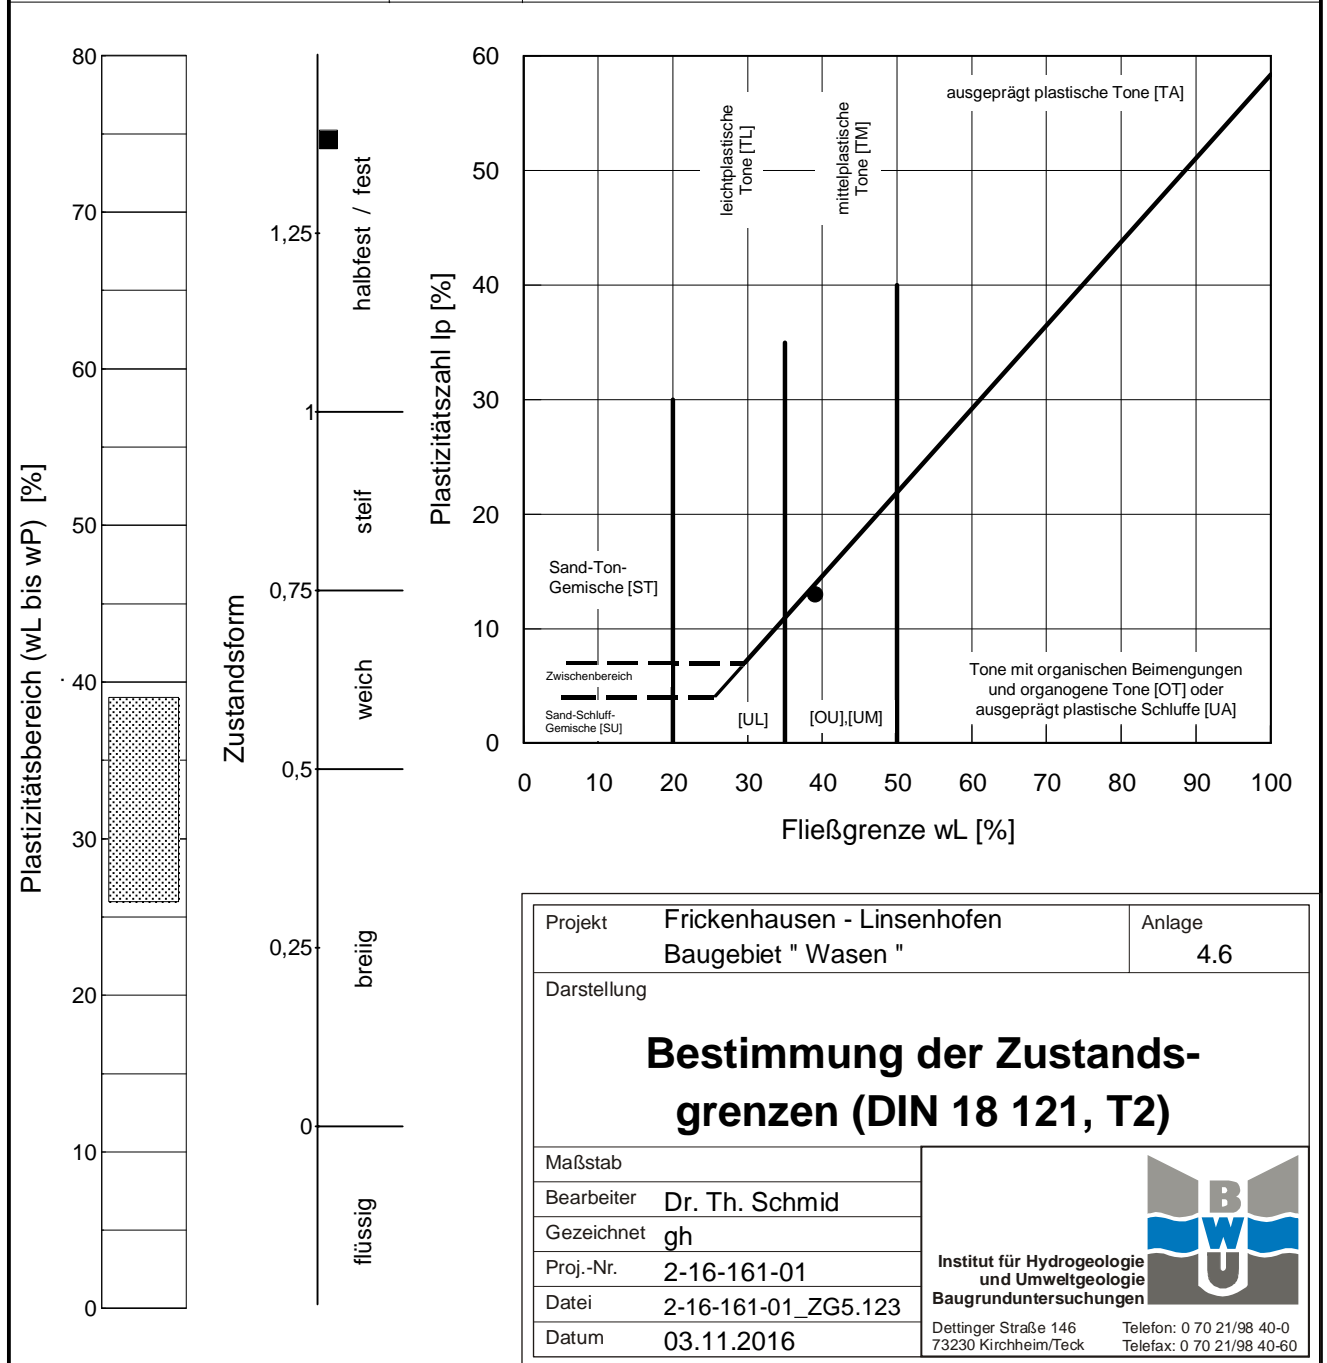 Plastizitätsbereich (wL bis wP) [%]
80
70
60
50
40
30
20
10
0
Zustandsform
1,25
1
0,75
0,5
0,25
0
halbfest / fest
steif
weich
breiig
flüssig
Plastizitätszahl Ip [%]
60
50
40
30
20
10
0
leichtplastische
Tone [TL]
mittelplastische
Tone [TM]
ausgeprägt plastische Tone [TA]
Sand-Ton-
Gemische [ST]
Zwischenbereich
Sand-Schluff-
Gemische [SU]
[UL]
[OU],[UM]
Tone mit organischen Beimengungen
und organogene Tone [OT] oder
ausgeprägt plastische Schluffe [UA]
0 10 20 30 40 50 60 70 80 90 100
Fließgrenze wL [%]
Projekt Frickenhausen - Linsenhofen
Baugebiet " Wasen "
Anlage
4.6
Darstellung
Bestimmung der Zustands-
grenzen (DIN 18 121, T2)
Maßstab
Bearbeiter Dr. Th. Schmid
Gezeichnet gh
Proj.-Nr. 2-16-161-01
Datei 2-16-161-01_ZG5.123
Datum 03.11.2016
B
W
U
Institut für Hydrogeologie
und Umweltgeologie
Baugrunduntersuchungen
Dettinger Straße 146 Telefon: 0 70 21/98 40-0
73230 Kirchheim/Teck Telefax: 0 70 21/98 40-60